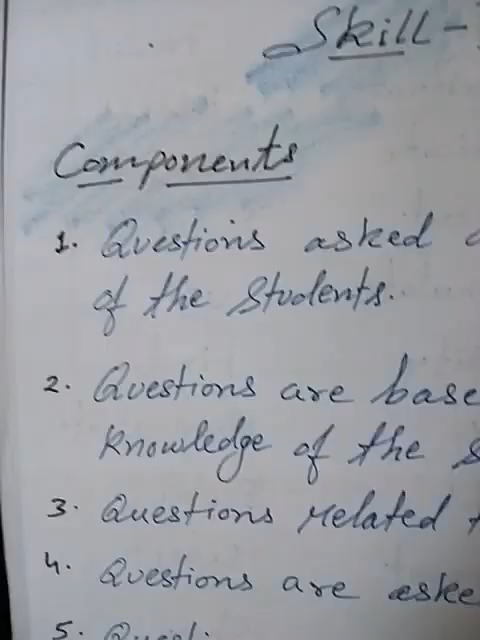 Skill -
Components
1. Questions asked
of the Students.
2. Questions are base
Knowledge of the S
3. Questions related t
4. Questions are aske
5.